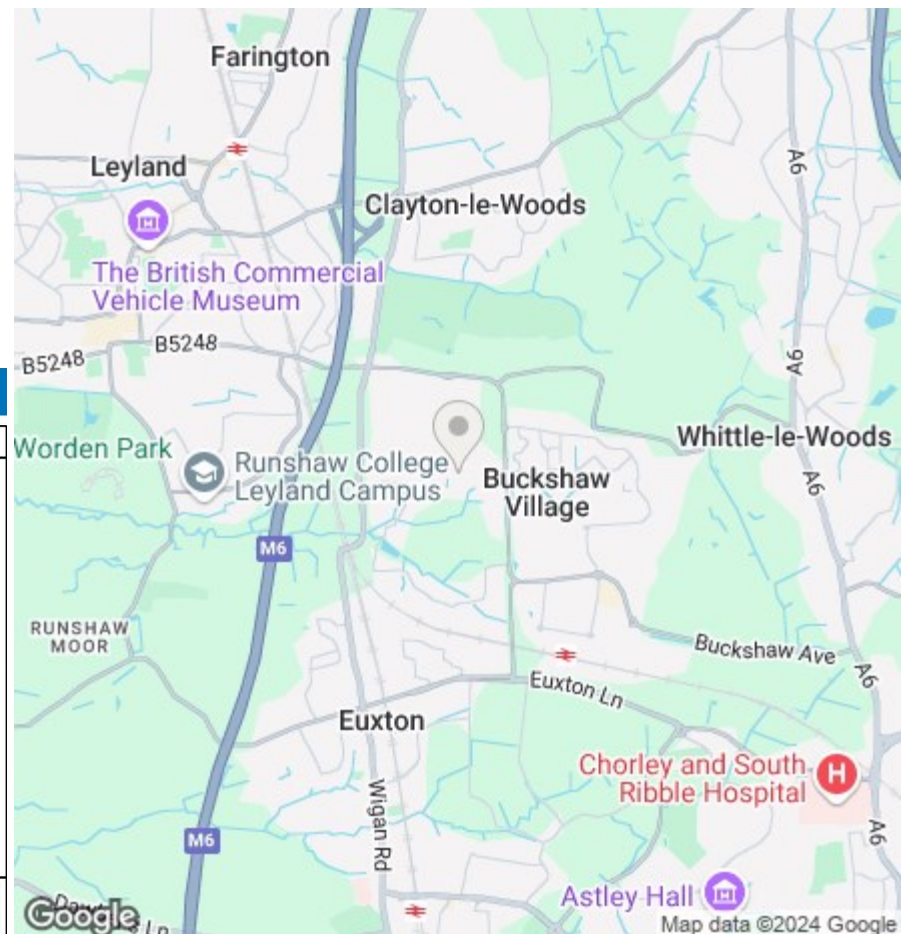 Farington
Leyland
Clayton-le-Woods
A6
The British Commercial
Vehicle Museum
B5248
B5248
A6
Worden Park
Runshaw College
Leyland Campus
Buckshaw
Village
Whittle-le-Woods
A6
M6
RUNSHAW
MOOR
Buckshaw Ave
A6
Euxton Ln
Euxton
Chorley and South
Ribble Hospital
H
Wigan Rd
M6
A6
Astley Hall
Google
Map data ©2024 Google